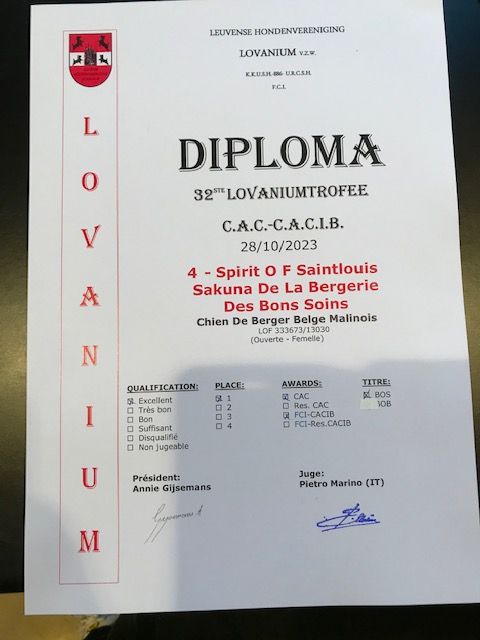 LEUVENSE HONDENVERENIGING
LOVANIUM V.Z.W.
K.K.U.S.H.-886 U.R.C.S.H.
F.C.I.
LOVANIUM
DIPLOMA
32STE LOVANIUMTROFEE
C.A.C.-C.A.C.I.B.
28/10/2023
4 - Spirit O F Saintlouis
Sakuna De La Bergerie
Des Bons Soins
Chien De Berger Belge Malinois
LOF 333673/13030
(Ouverte - Femelle)
QUALIFICATION: PLACE: AWARDS: TITRE:
☒ Excellent ☒ 1 ☒ CAC ☒ BOS
☐ Très bon ☐ 2 ☐ Res. CAC BOB
☐ Bon ☐ 3 ☒ FCI-CACIB
☐ Suffisant ☐ 4 ☐ FCI-Res.CACIB
☐ Disqualifié
☐ Non jugeable
Président: Juge:
Annie Gijsemans Pietro Marino (IT)
Gijsemans A